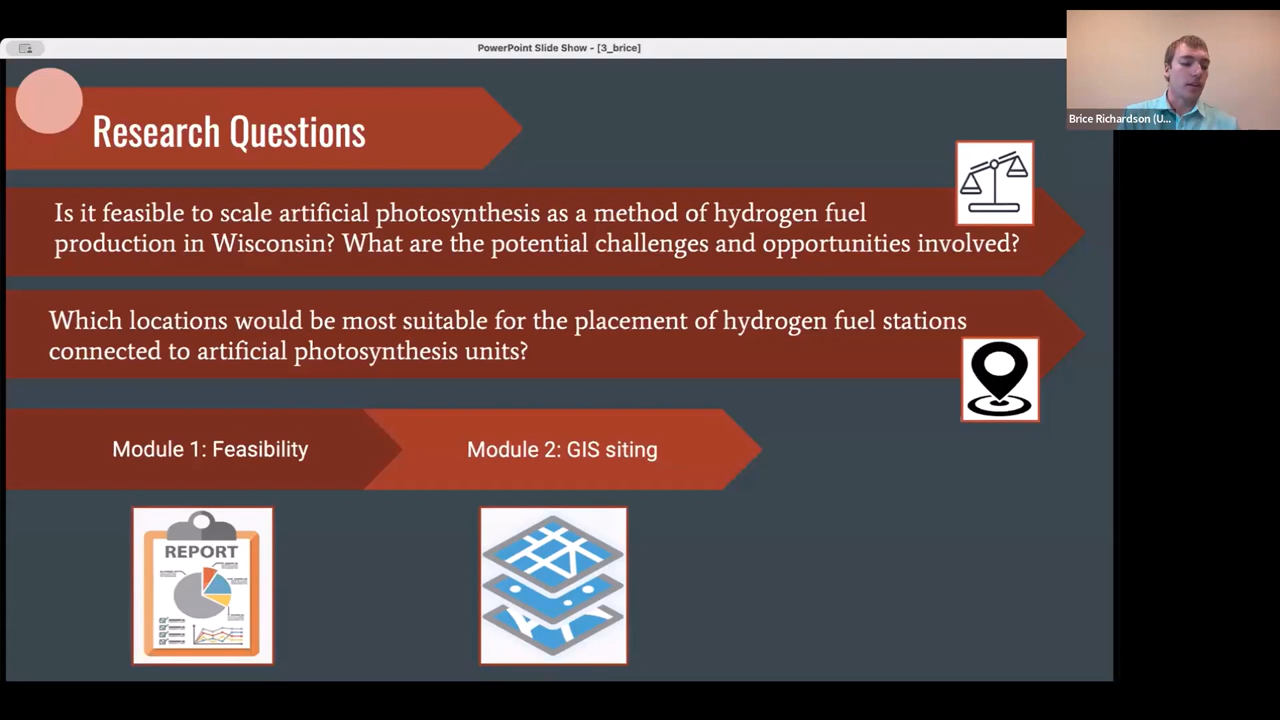 PowerPoint Slide Show - [3_brice]
Brice Richardson (U...
Research Questions
Is it feasible to scale artificial photosynthesis as a method of hydrogen fuel
production in Wisconsin? What are the potential challenges and opportunities involved?
Which locations would be most suitable for the placement of hydrogen fuel stations
connected to artificial photosynthesis units?
Module 1: Feasibility
Module 2: GIS siting
REPORT